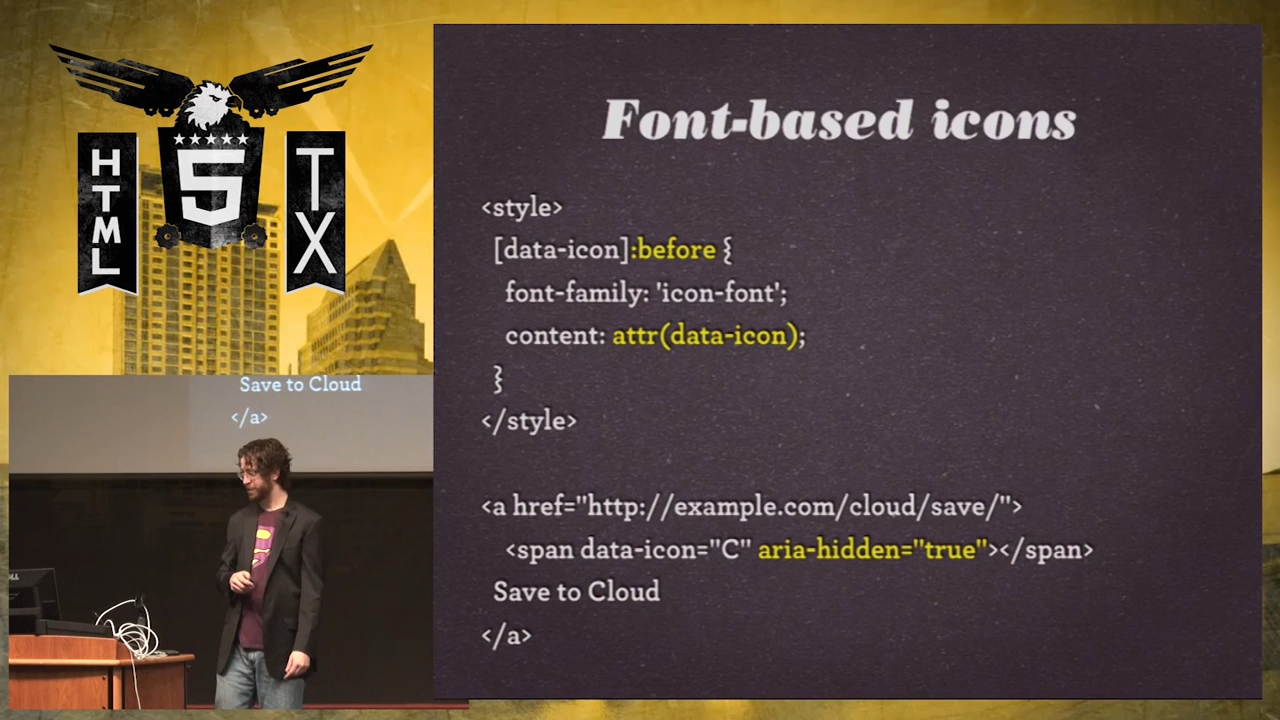 HTML
5
TX
Font-based icons
<style>
[data-icon]:before {
font-family: 'icon-font';
content: attr(data-icon);
}
</style>
<a href="http://example.com/cloud/save/">
<span data-icon="C" aria-hidden="true"></span>
Save to Cloud
</a>
Save to Cloud
</a>
DELL